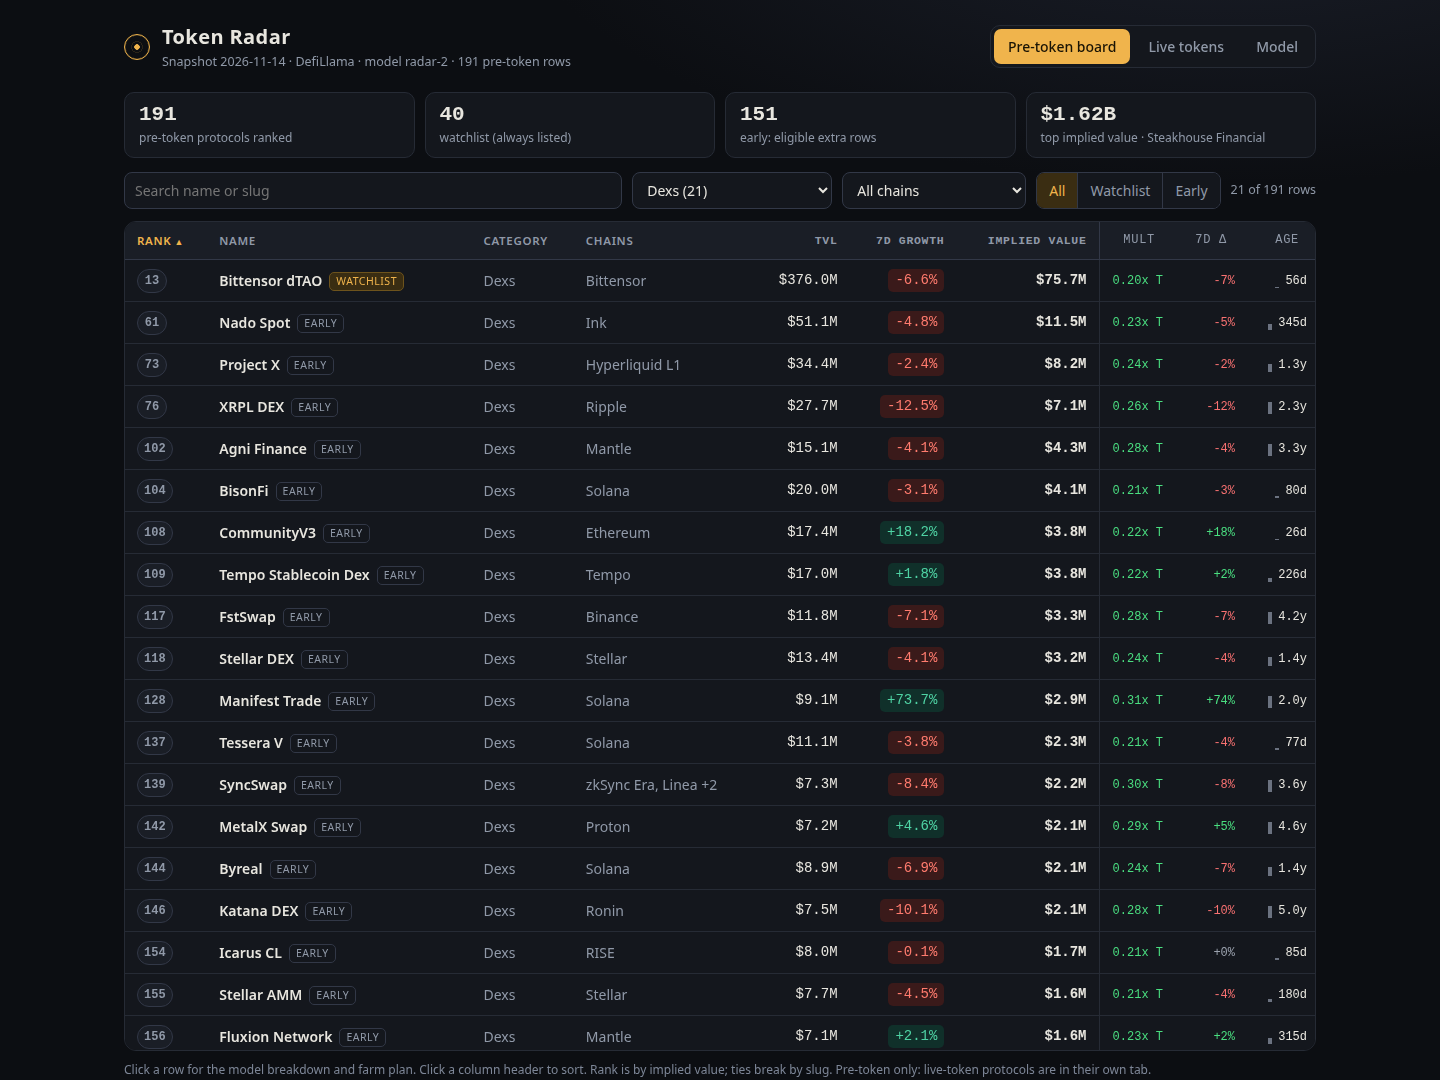 Token Radar
Snapshot 2026-11-14 · DefiLlama · model radar-2 · 191 pre-token rows
Pre-token board Live tokens Model
191
pre-token protocols ranked
40
watchlist (always listed)
151
early: eligible extra rows
$1.62B
top implied value · Steakhouse Financial
Search name or slug Dexs (21) All chains All Watchlist Early 21 of 191 rows
RANK ▲ NAME CATEGORY CHAINS TVL 7D GROWTH IMPLIED VALUE MULT 7D Δ AGE
13 Bittensor dTAO WATCHLIST Dexs Bittensor $376.0M -6.6% $75.7M 0.20x T -7% 56d
61 Nado Spot EARLY Dexs Ink $51.1M -4.8% $11.5M 0.23x T -5% 345d
73 Project X EARLY Dexs Hyperliquid L1 $34.4M -2.4% $8.2M 0.24x T -2% 1.3y
76 XRPL DEX EARLY Dexs Ripple $27.7M -12.5% $7.1M 0.26x T -12% 2.3y
102 Agni Finance EARLY Dexs Mantle $15.1M -4.1% $4.3M 0.28x T -4% 3.3y
104 BisonFi EARLY Dexs Solana $20.0M -3.1% $4.1M 0.21x T -3% 80d
108 CommunityV3 EARLY Dexs Ethereum $17.4M +18.2% $3.8M 0.22x T +18% 26d
109 Tempo Stablecoin Dex EARLY Dexs Tempo $17.0M +1.8% $3.8M 0.22x T +2% 226d
117 FstSwap EARLY Dexs Binance $11.8M -7.1% $3.3M 0.28x T -7% 4.2y
118 Stellar DEX EARLY Dexs Stellar $13.4M -4.1% $3.2M 0.24x T -4% 1.4y
128 Manifest Trade EARLY Dexs Solana $9.1M +73.7% $2.9M 0.31x T +74% 2.0y
137 Tessera V EARLY Dexs Solana $11.1M -3.8% $2.3M 0.21x T -4% 77d
139 SyncSwap EARLY Dexs zkSync Era, Linea +2 $7.3M -8.4% $2.2M 0.30x T -8% 3.6y
142 MetalX Swap EARLY Dexs Proton $7.2M +4.6% $2.1M 0.29x T +5% 4.6y
144 Byreal EARLY Dexs Solana $8.9M -6.9% $2.1M 0.24x T -7% 1.4y
146 Katana DEX EARLY Dexs Ronin $7.5M -10.1% $2.1M 0.28x T -10% 5.0y
154 Icarus CL EARLY Dexs RISE $8.0M -0.1% $1.7M 0.21x T +0% 85d
155 Stellar AMM EARLY Dexs Stellar $7.7M -4.5% $1.6M 0.21x T -4% 180d
156 Fluxion Network EARLY Dexs Mantle $7.1M +2.1% $1.6M 0.23x T +2% 315d
Click a row for the model breakdown and farm plan. Click a column header to sort. Rank is by implied value; ties break by slug. Pre-token only: live-token protocols are in their own tab.